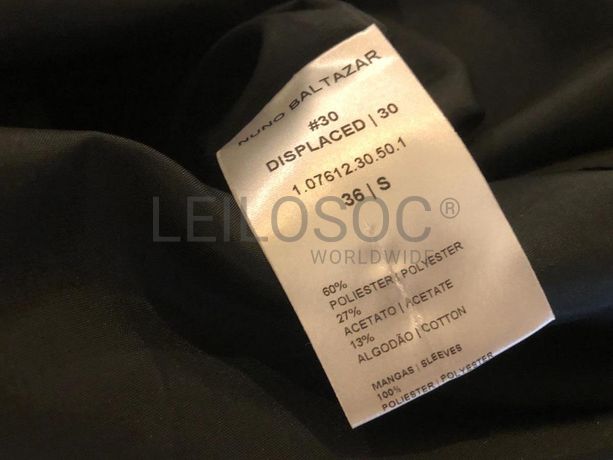 NUNO BALTAZAR
#30
DISPLACED | 30
1.07612.30.50.1
36 | S
LEILOSOC®
WORLDWIDE
60%
POLIESTER | POLYESTER
27%
ACETATO | ACETATE
13%
ALGODÃO | COTTON
MANGAS | SLEEVES
100%
POLIESTER | POLYESTER